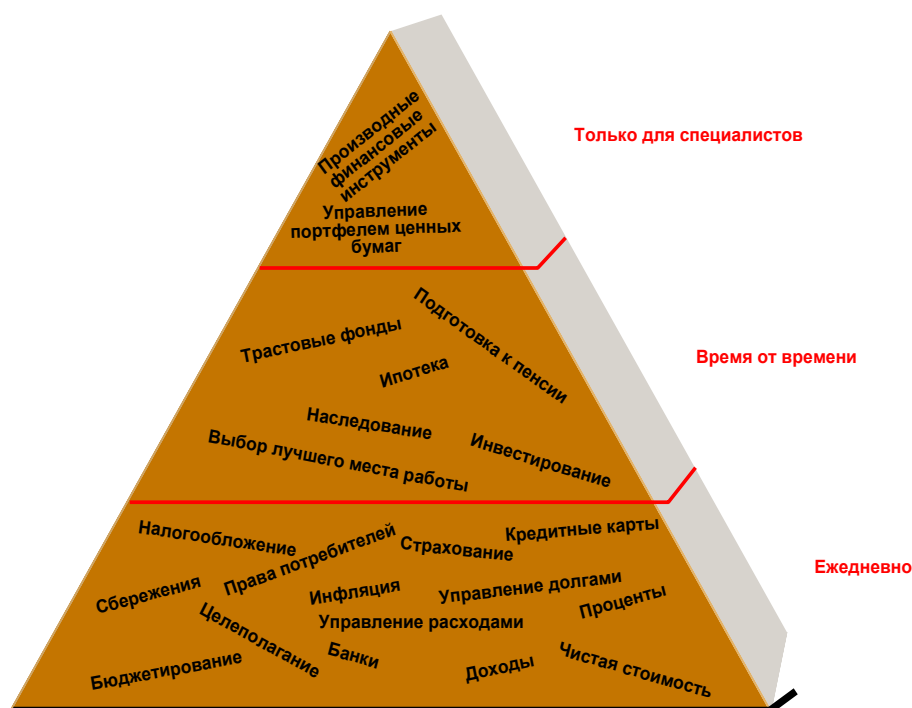 Производные
финансовые
инструменты
Только для специалистов
Управление
портфелем ценных
бумаг
Подготовка к пенсии
Трастовые фонды
Время от времени
Ипотека
Наследование
Выбор лучшего места работы
Инвестирование
Кредитные карты
Налогообложение
Права потребителей
Страхование
Ежедневно
Сбережения
Инфляция
Управление долгами
Проценты
Целеполагание
Управление расходами
Бюджетирование
Банки
Доходы
Чистая стоимость